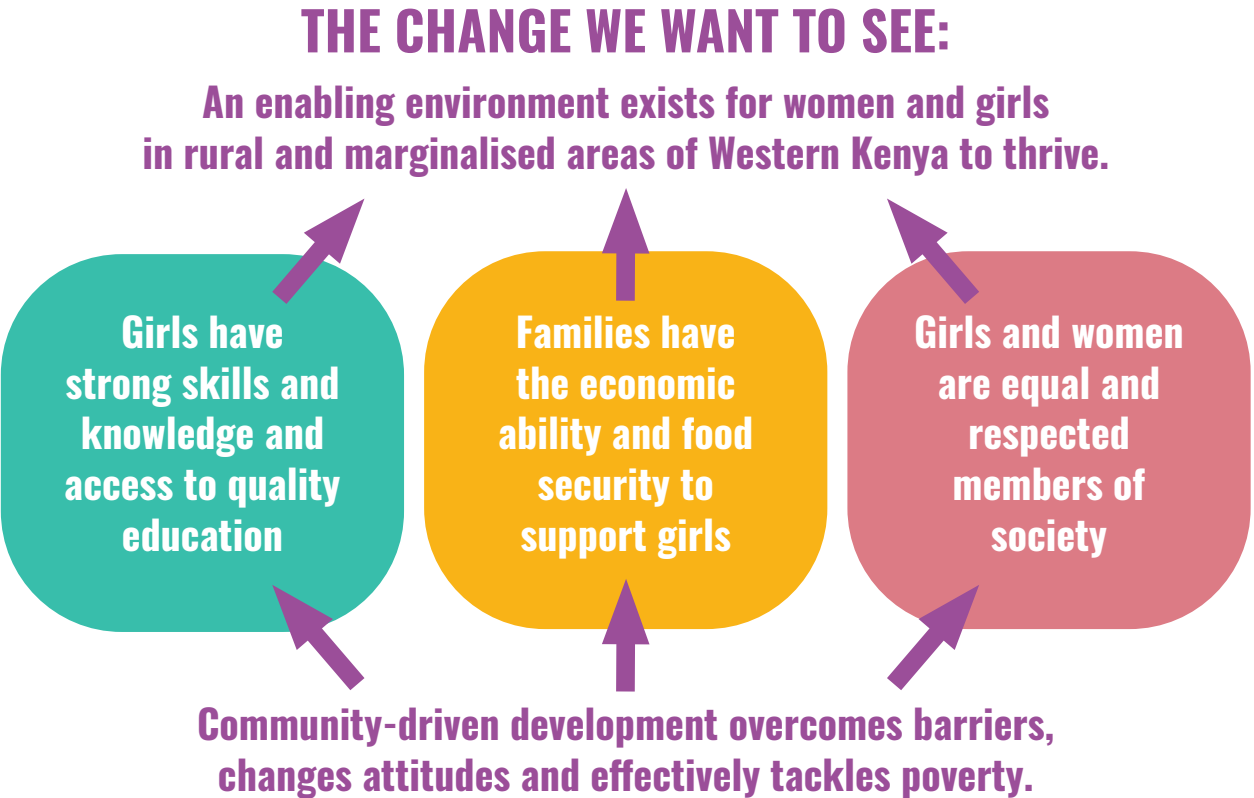 THE CHANGE WE WANT TO SEE:
An enabling environment exists for women and girls
in rural and marginalised areas of Western Kenya to thrive.
Girls have
strong skills and
knowledge and
access to quality
education
Families have
the economic
ability and food
security to
support girls
Girls and women
are equal and
respected
members of
society
Community-driven development overcomes barriers,
changes attitudes and effectively tackles poverty.